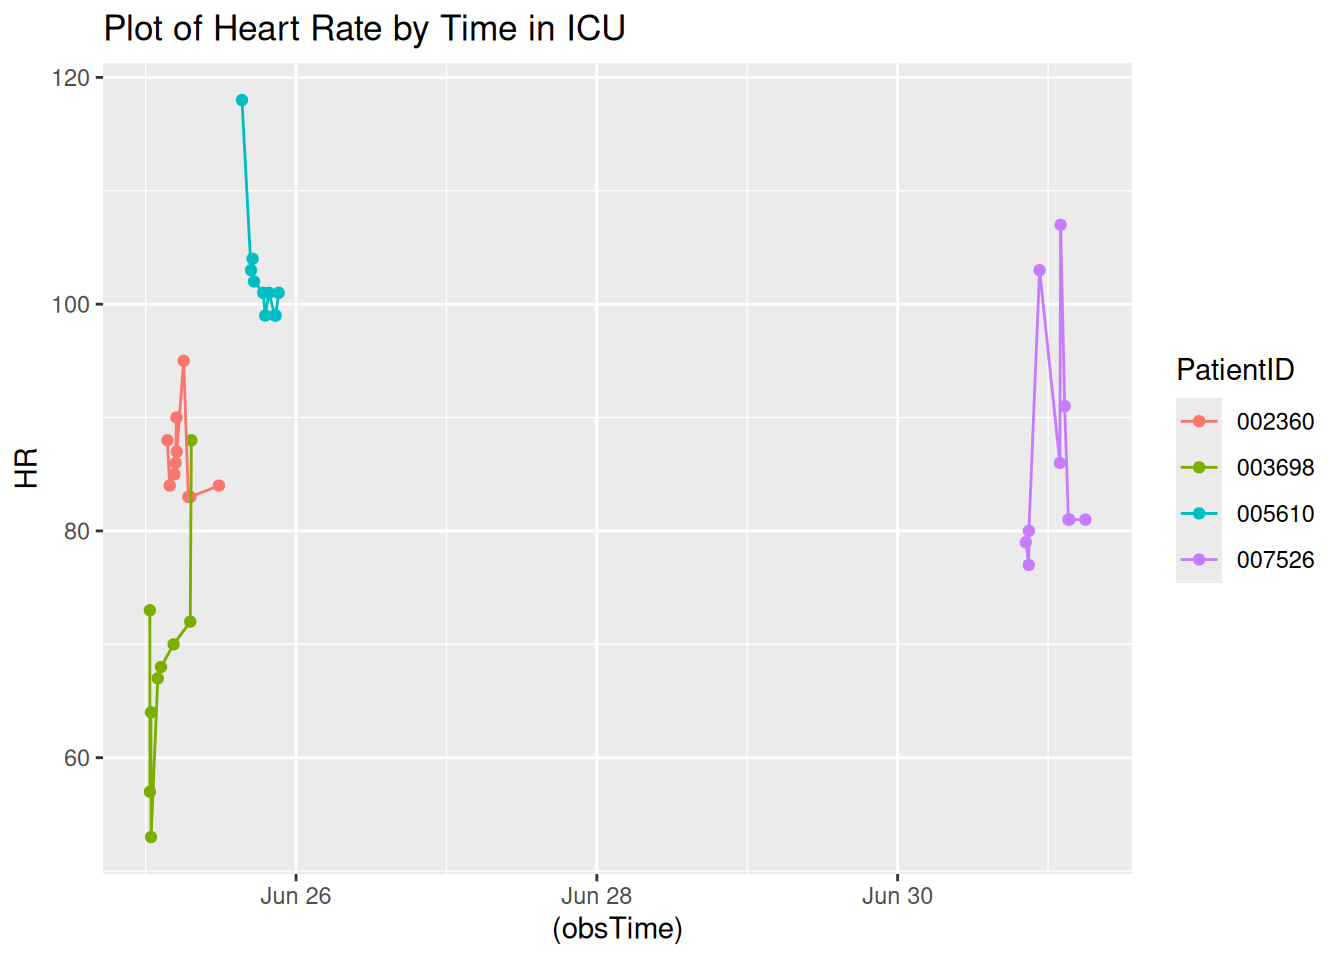 Plot of Heart Rate by Time in ICU
120
100
80
60
HR
Jun 26
Jun 28
Jun 30
(obsTime)
PatientID
002360
003698
005610
007526